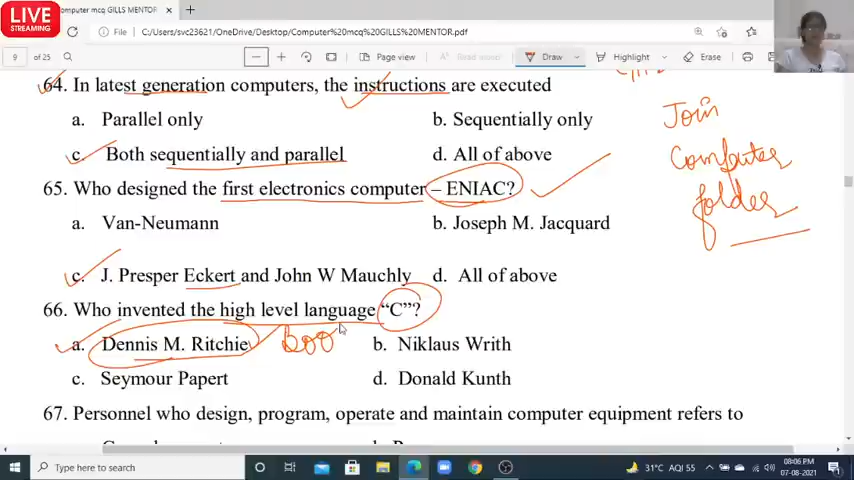 LIVE
STREAMING
Computer mcq GILLS MENTOR.pdf
File
C:/Users/svc23621/OneDrive/Desktop/Computer%20mcq%20GILLS%20MENTOR.pdf
9 of 25
Page view
Read aloud
Draw
Highlight
Erase
64. In latest generation computers, the instructions are executed
a. Parallel only
b. Sequentially only
c. Both sequentially and parallel
d. All of above
Join
Computer
folder
65. Who designed the first electronics computer – ENIAC?
a. Van-Neumann
b. Joseph M. Jacquard
c. J. Presper Eckert and John W Mauchly
d. All of above
66. Who invented the high level language “C”?
a. Dennis M. Ritchie
boo
b. Niklaus Writh
c. Seymour Papert
d. Donald Kunth
67. Personnel who design, program, operate and maintain computer equipment refers to
Type here to search
31°C AQI 55
08:06 PM
07-08-2021